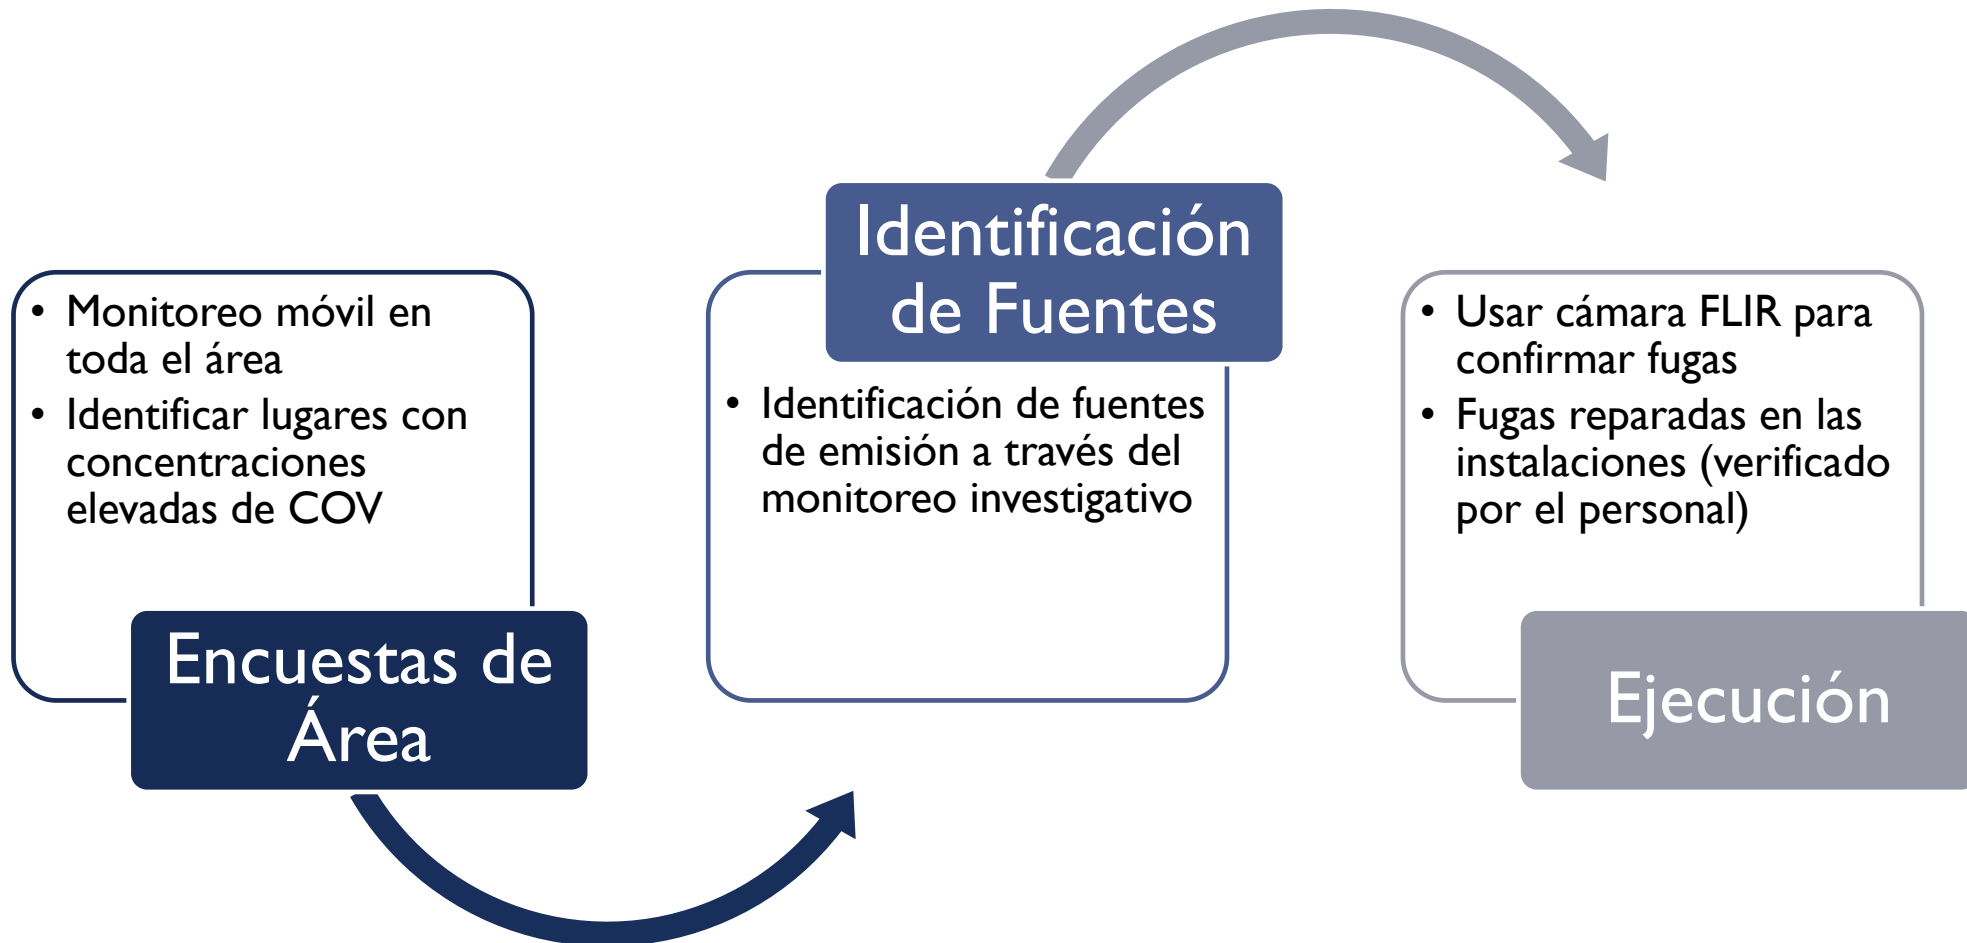 • Monitoreo móvil en
toda el área
• Identificar lugares con
concentraciones
elevadas de COV
Encuestas de
Área
Identificación
de Fuentes
• Identificación de fuentes
de emisión a través del
monitoreo investigativo
• Usar cámara FLIR para
confirmar fugas
• Fugas reparadas en las
instalaciones (verificado
por el personal)
Ejecución